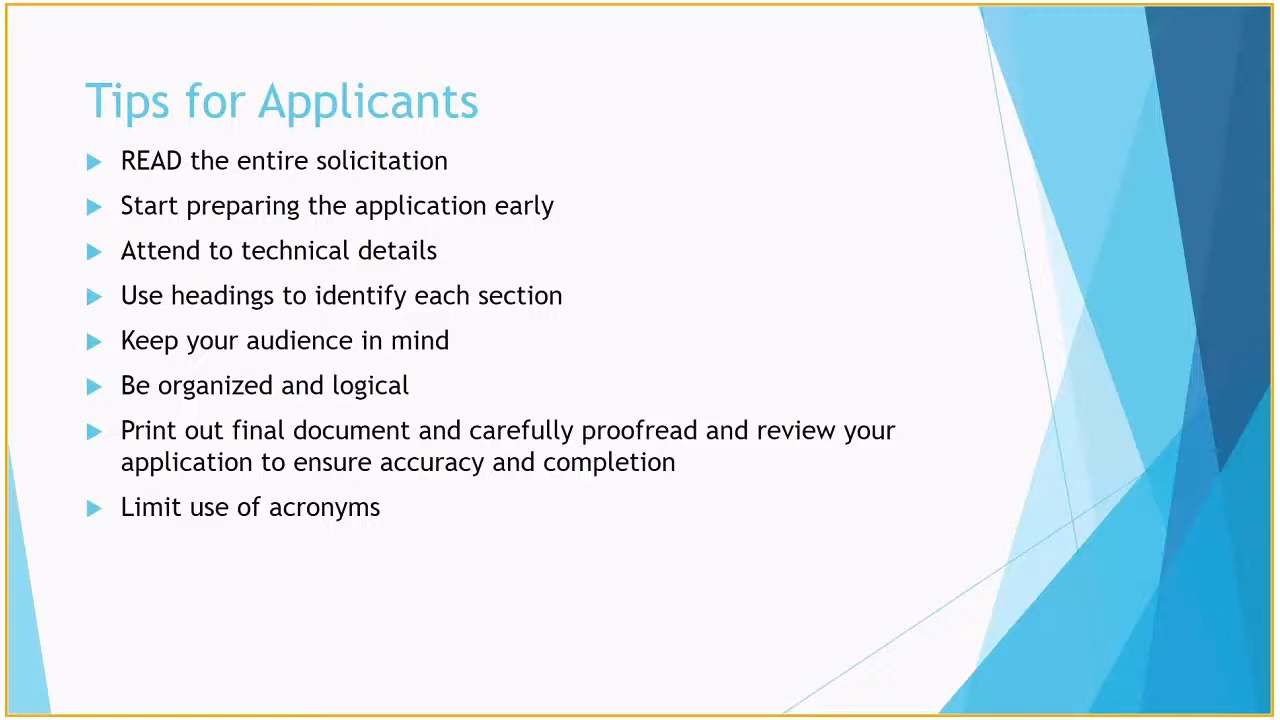 Tips for Applicants
READ the entire solicitation
Start preparing the application early
Attend to technical details
Use headings to identify each section
Keep your audience in mind
Be organized and logical
Print out final document and carefully proofread and review your
application to ensure accuracy and completion
Limit use of acronyms